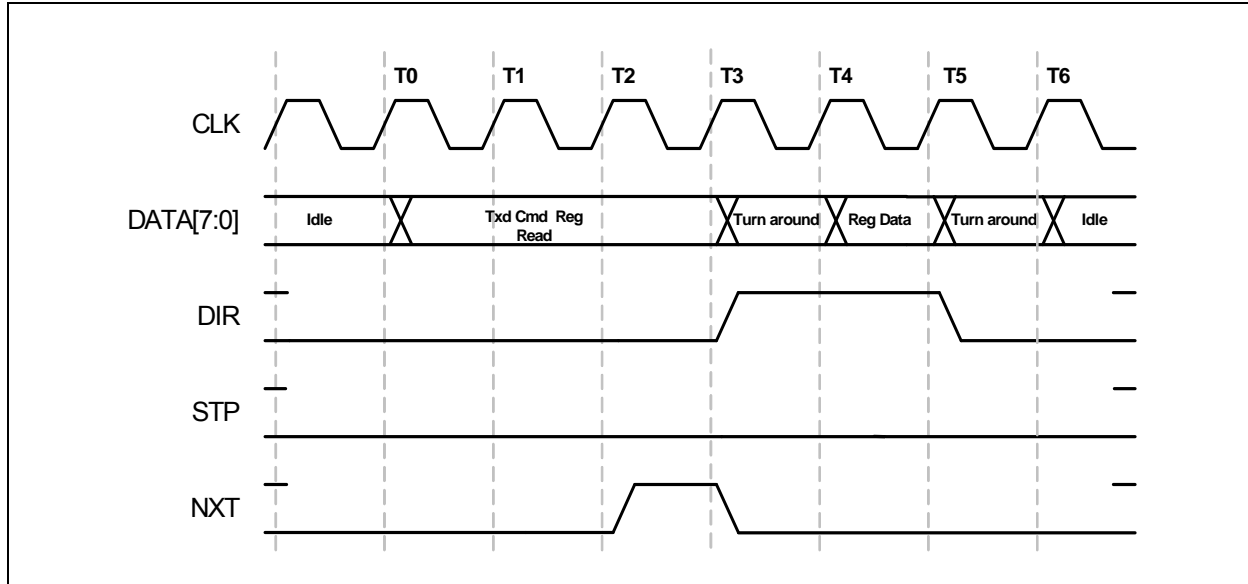 T0 T1 T2 T3 T4 T5 T6
CLK
DATA[7:0] Idle Txd Cmd Reg Turn around Reg Data Turn around Idle
Read
DIR
STP
NXT